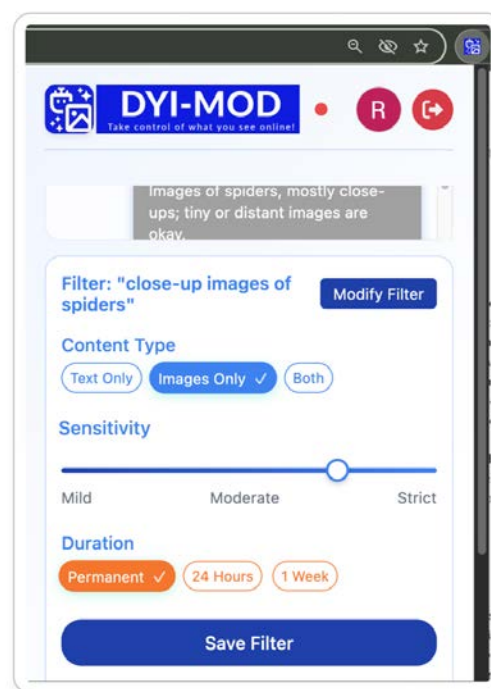 DYI-MOD
Take control of what you see online!
R
Images of spiders, mostly close-
ups; tiny or distant images are
okay.
Filter: "close-up images of
spiders"
Modify Filter
Content Type
Text Only
Images Only ✓
Both
Sensitivity
Mild
Moderate
Strict
Duration
Permanent ✓
24 Hours
1 Week
Save Filter